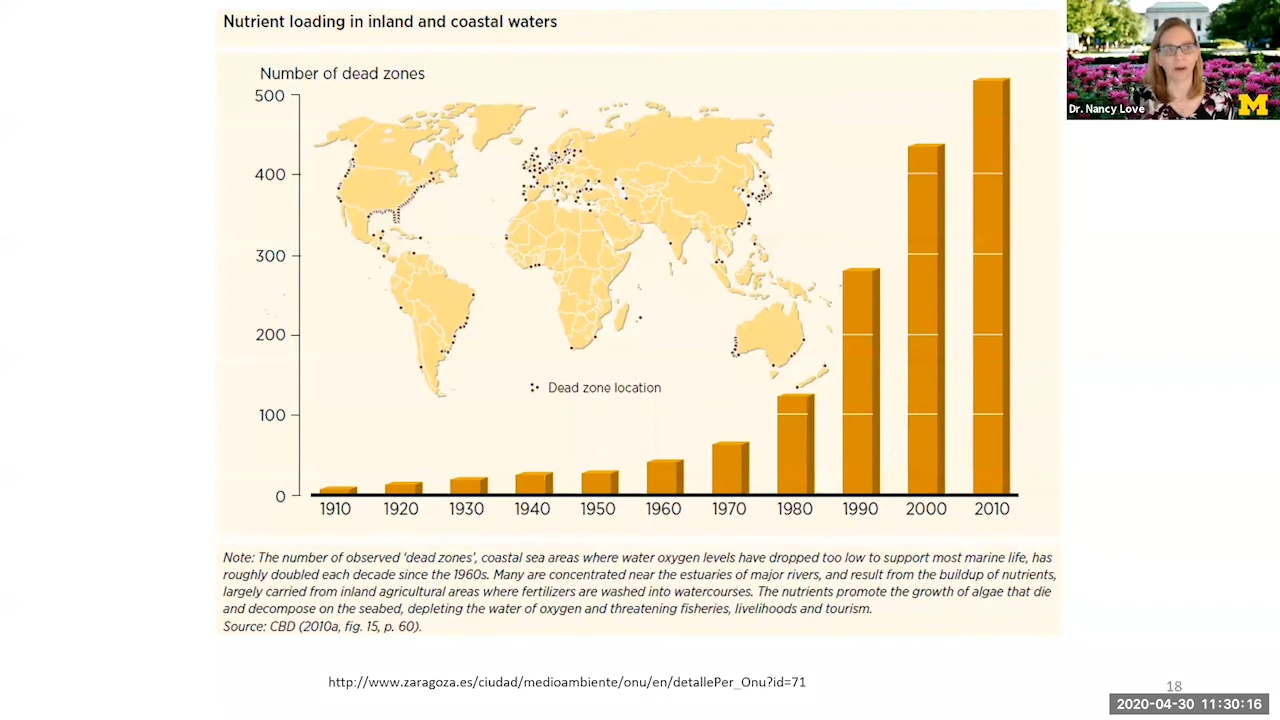 Nutrient loading in inland and coastal waters
Number of dead zones
500
400
300
200
100
0
Dead zone location
1910 1920 1930 1940 1950 1960 1970 1980 1990 2000 2010
Note: The number of observed ‘dead zones’, coastal sea areas where water oxygen levels have dropped too low to support most marine life, has
roughly doubled each decade since the 1960s. Many are concentrated near the estuaries of major rivers, and result from the buildup of nutrients,
largely carried from inland agricultural areas where fertilizers are washed into watercourses. The nutrients promote the growth of algae that die
and decompose on the seabed, depleting the water of oxygen and threatening fisheries, livelihoods and tourism.
Source: CBD (2010a, fig. 15, p. 60).
http://www.zaragoza.es/ciudad/medioambiente/onu/en/detallePer_Onu?id=71
Dr. Nancy Love
M
18
2020-04-30 11:30:16